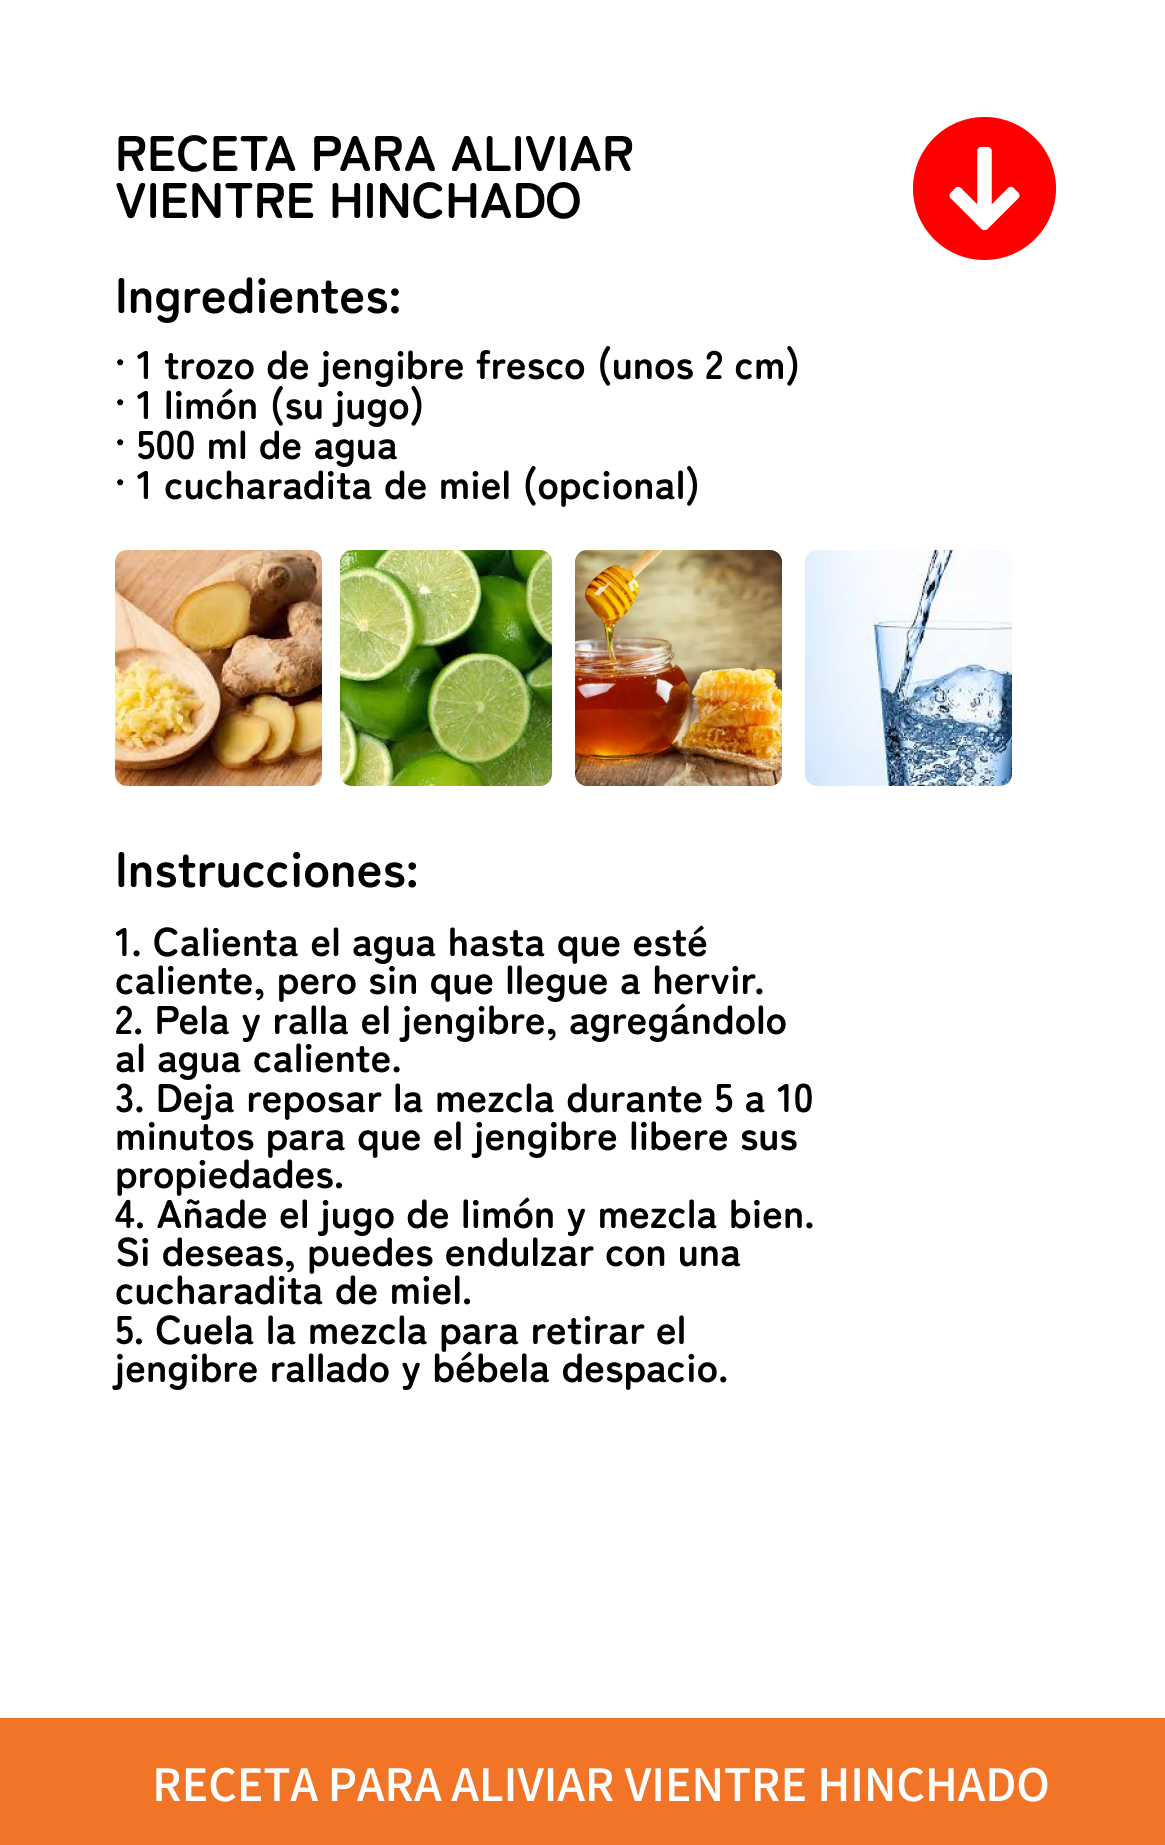 RECETA PARA ALIVIAR
VIENTRE HINCHADO
Ingredientes:
· 1 trozo de jengibre fresco (unos 2 cm)
· 1 limón (su jugo)
· 500 ml de agua
· 1 cucharadita de miel (opcional)
Instrucciones:
1. Calienta el agua hasta que esté
caliente, pero sin que llegue a hervir.
2. Pela y ralla el jengibre, agregándolo
al agua caliente.
3. Deja reposar la mezcla durante 5 a 10
minutos para que el jengibre libere sus
propiedades.
4. Añade el jugo de limón y mezcla bien.
Si deseas, puedes endulzar con una
cucharadita de miel.
5. Cuela la mezcla para retirar el
jengibre rallado y bébela despacio.
RECETA PARA ALIVIAR VIENTRE HINCHADO